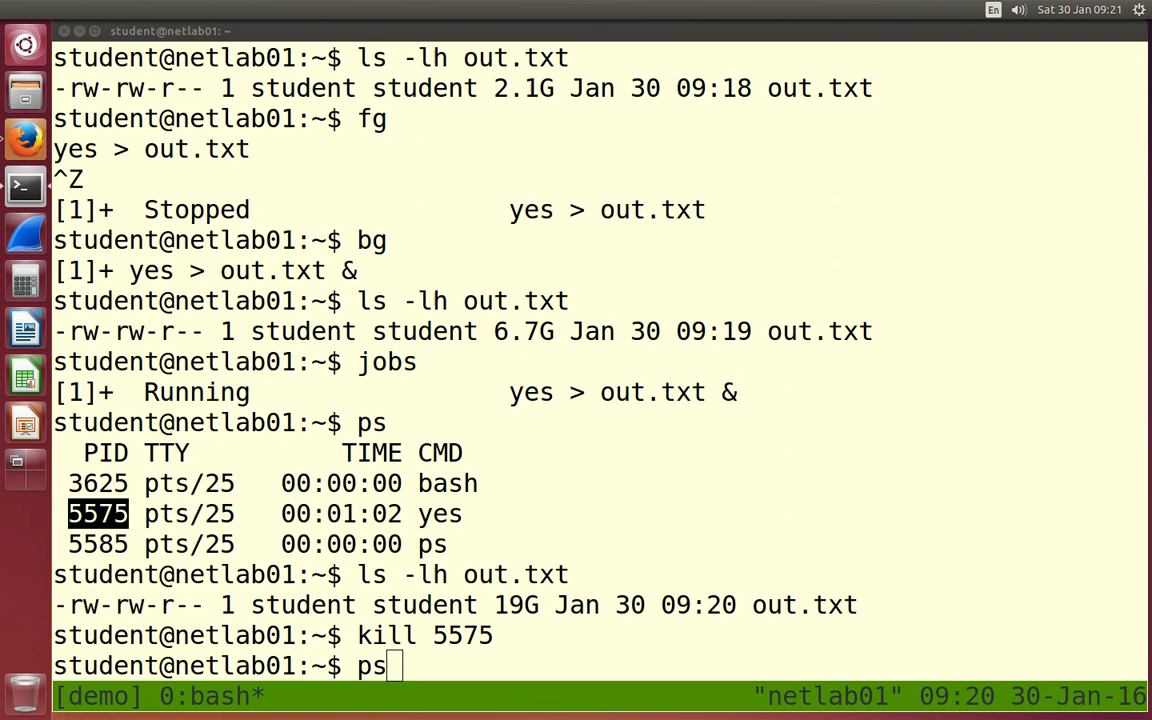 En Sat 30 Jan 09:21
student@netlab01: ~
student@netlab01:~$ ls -lh out.txt
-rw-rw-r-- 1 student student 2.1G Jan 30 09:18 out.txt
student@netlab01:~$ fg
yes > out.txt
^Z
[1]+  Stopped                 yes > out.txt
student@netlab01:~$ bg
[1]+ yes > out.txt &
student@netlab01:~$ ls -lh out.txt
-rw-rw-r-- 1 student student 6.7G Jan 30 09:19 out.txt
student@netlab01:~$ jobs
[1]+  Running                 yes > out.txt &
student@netlab01:~$ ps
  PID TTY          TIME CMD
 3625 pts/25   00:00:00 bash
 5575 pts/25   00:01:02 yes
 5585 pts/25   00:00:00 ps
student@netlab01:~$ ls -lh out.txt
-rw-rw-r-- 1 student student 19G Jan 30 09:20 out.txt
student@netlab01:~$ kill 5575
student@netlab01:~$ ps
[demo] 0:bash* "netlab01" 09:20 30-Jan-16